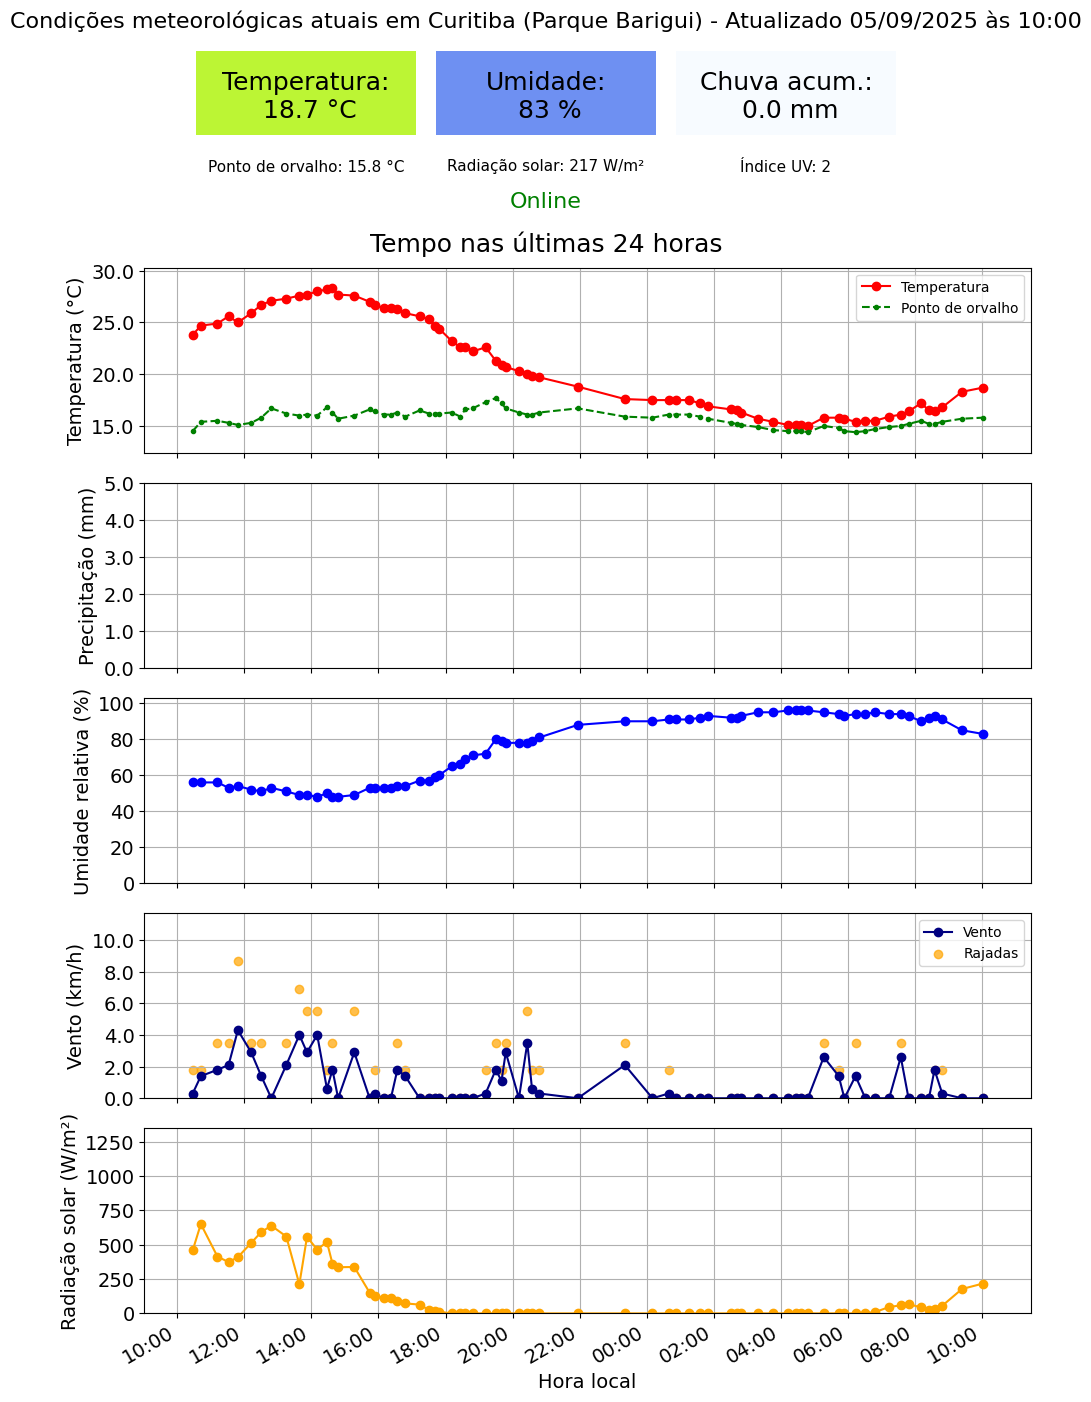 Condições meteorológicas atuais em Curitiba (Parque Barigui) - Atualizado 05/09/2025 às 10:00
Temperatura:
18.7 °C
Umidade:
83 %
Chuva acum.:
0.0 mm
Ponto de orvalho: 15.8 °C
Radiação solar: 217 W/m²
Índice UV: 2
Online
Tempo nas últimas 24 horas
Temperatura (°C)
30.0
25.0
20.0
15.0
Temperatura
Ponto de orvalho
Precipitação (mm)
5.0
4.0
3.0
2.0
1.0
0.0
Umidade relativa (%)
100
80
60
40
20
0
Vento (km/h)
10.0
8.0
6.0
4.0
2.0
0.0
Vento
Rajadas
Radiação solar (W/m²)
1250
1000
750
500
250
0
10:00 12:00 14:00 16:00 18:00 20:00 22:00 00:00 02:00 04:00 06:00 08:00 10:00
Hora local